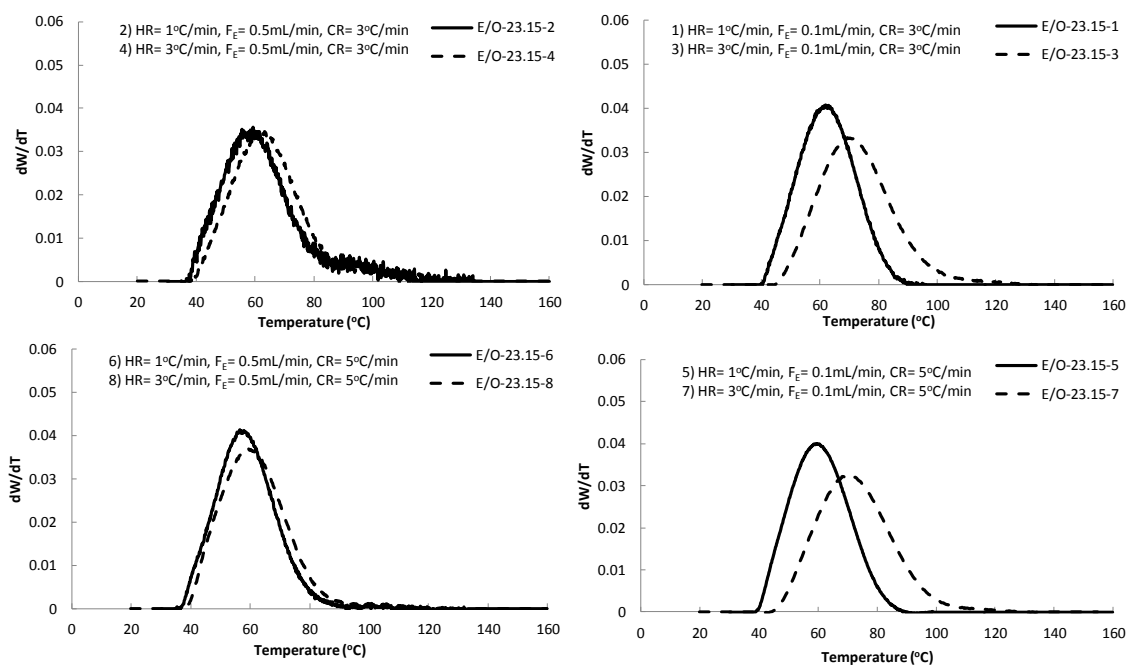 2) HR= 1°C/min, FE= 0.5mL/min, CR= 3°C/min
4) HR= 3°C/min, FE= 0.5mL/min, CR= 3°C/min
E/O-23.15-2
E/O-23.15-4
0.06
0.05
0.04
0.03
0.02
0.01
0
dW/dT
0 20 40 60 80 100 120 140 160
Temperature (°C)
1) HR= 1°C/min, FE= 0.1mL/min, CR= 3°C/min
3) HR= 3°C/min, FE= 0.1mL/min, CR= 3°C/min
E/O-23.15-1
E/O-23.15-3
0.06
0.05
0.04
0.03
0.02
0.01
0
dW/dT
0 20 40 60 80 100 120 140 160
Temperature (°C)
6) HR= 1°C/min, FE= 0.5mL/min, CR= 5°C/min
8) HR= 3°C/min, FE= 0.5mL/min, CR= 5°C/min
E/O-23.15-6
E/O-23.15-8
0.06
0.05
0.04
0.03
0.02
0.01
0
dW/dT
0 20 40 60 80 100 120 140 160
Temperature (°C)
5) HR= 1°C/min, FE= 0.1mL/min, CR= 5°C/min
7) HR= 3°C/min, FE= 0.1mL/min, CR= 5°C/min
E/O-23.15-5
E/O-23.15-7
0.06
0.05
0.04
0.03
0.02
0.01
0
dW/dT
0 20 40 60 80 100 120 140 160
Temperature (°C)